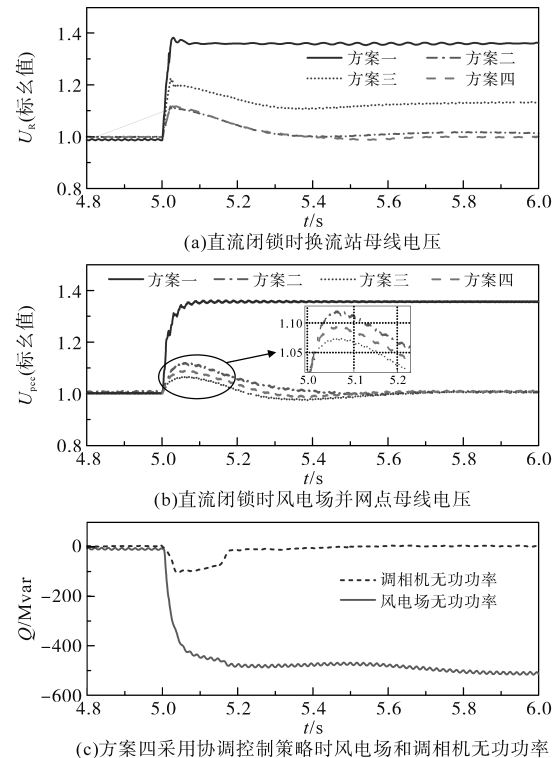 1.4
1.2
1.0
0.8
U_R(标幺值)
方案一
方案二
方案三
方案四
4.8 5.0 5.2 5.4 5.6 5.8 6.0
t/s
(a)直流闭锁时换流站母线电压
方案一 方案二 方案三 方案四
1.4
1.2
1.0
0.8
U_pcc(标幺值)
1.10
1.05
5.0 5.1 5.2
4.8 5.0 5.2 5.4 5.6 5.8 6.0
t/s
(b)直流闭锁时风电场并网点母线电压
0
-200
-400
-600
Q/Mvar
调相机无功功率
风电场无功功率
4.8 5.0 5.2 5.4 5.6 5.8 6.0
t/s
(c)方案四采用协调控制策略时风电场和调相机无功功率